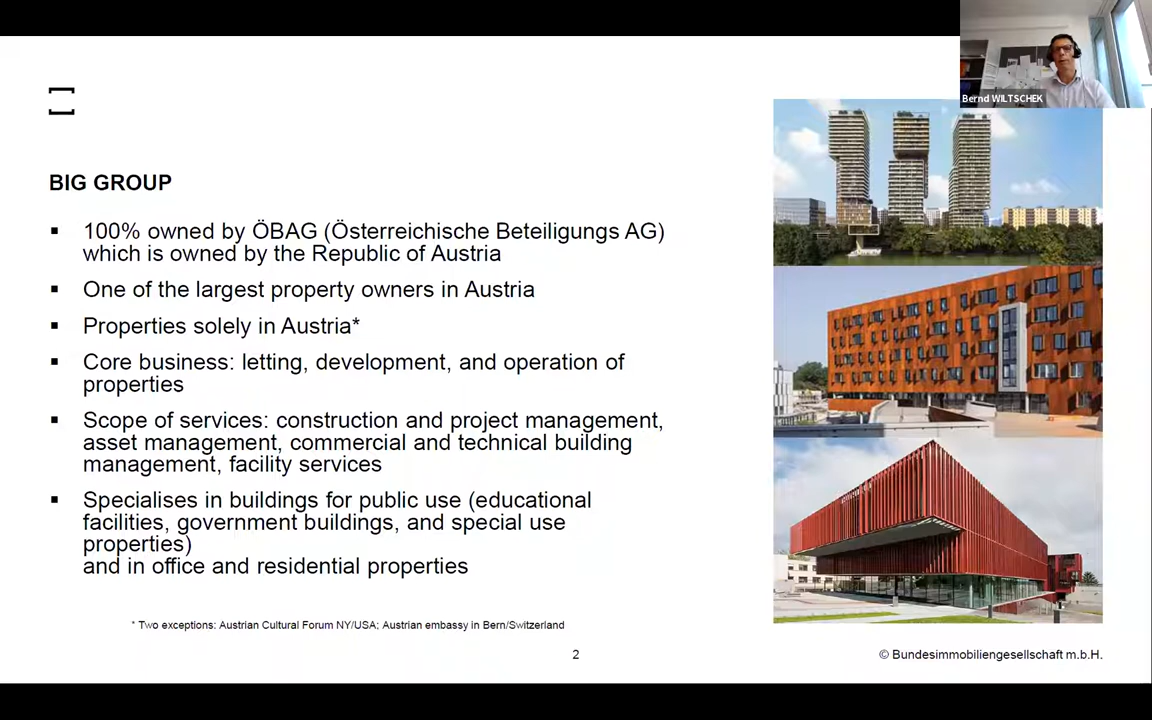 Bernd WILTSCHEK
BIG GROUP
▪ 100% owned by ÖBAG (Österreichische Beteiligungs AG)
which is owned by the Republic of Austria
▪ One of the largest property owners in Austria
▪ Properties solely in Austria*
▪ Core business: letting, development, and operation of
properties
▪ Scope of services: construction and project management,
asset management, commercial and technical building
management, facility services
▪ Specialises in buildings for public use (educational
facilities, government buildings, and special use
properties)
and in office and residential properties
* Two exceptions: Austrian Cultural Forum NY/USA; Austrian embassy in Bern/Switzerland
2
© Bundesimmobiliengesellschaft m.b.H.